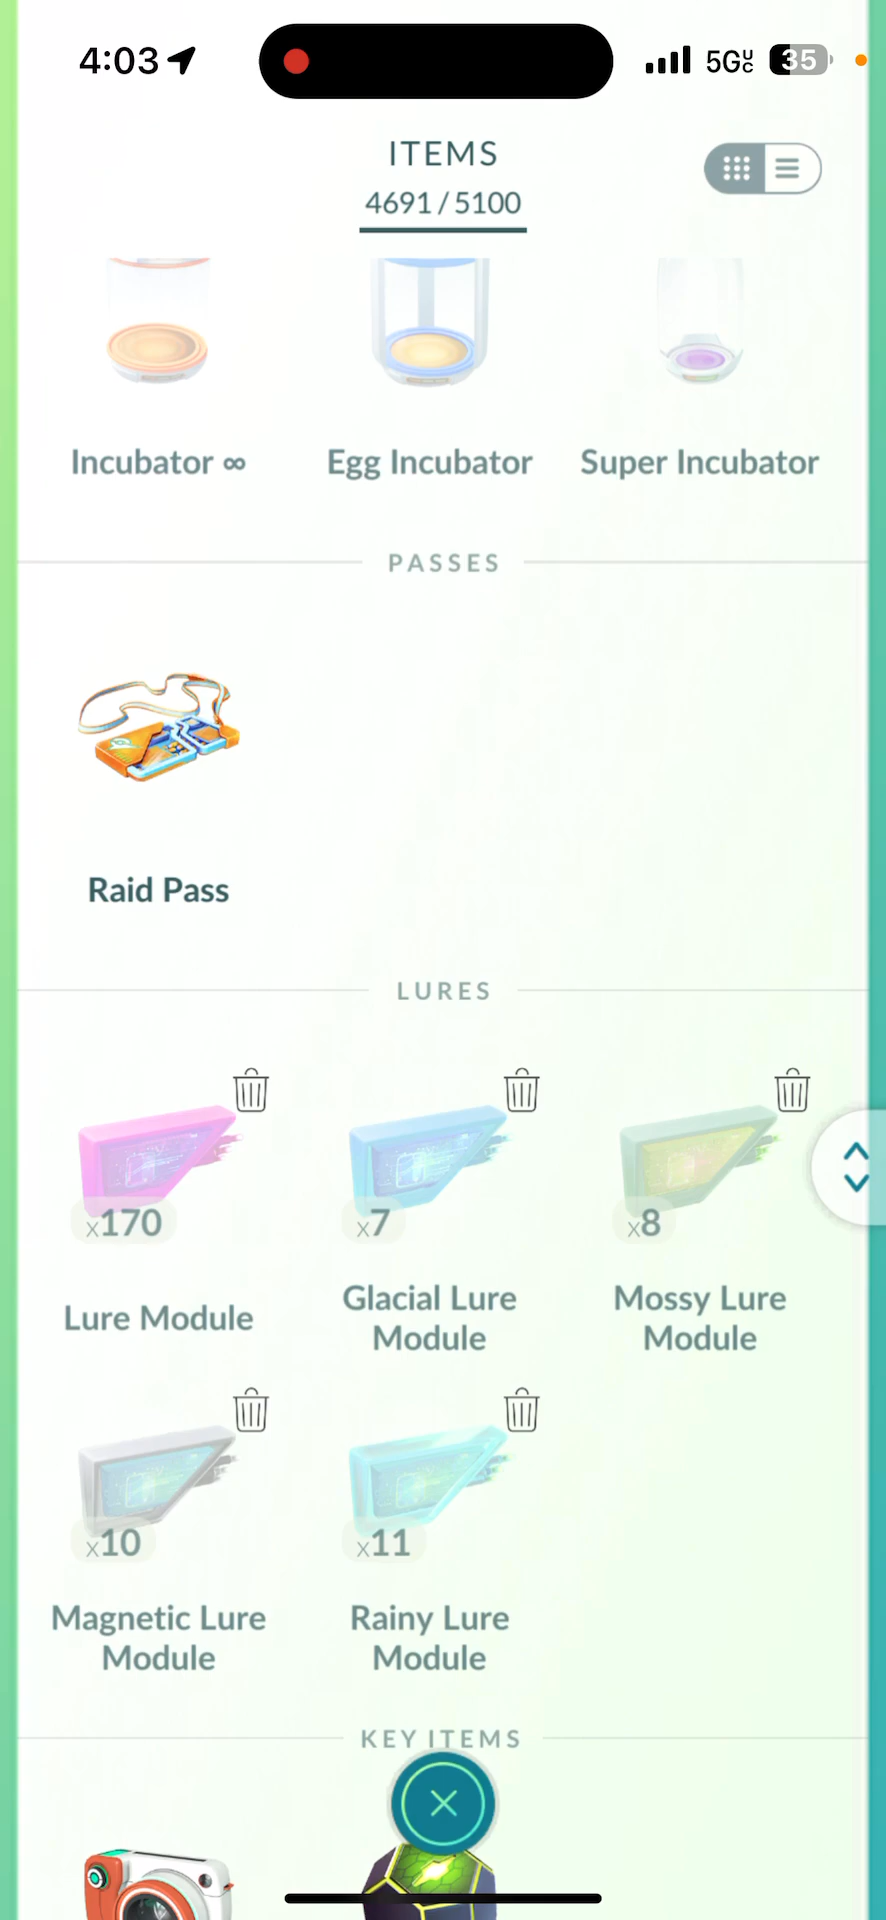 4:03
5GUC
35
ITEMS
4691 / 5100
Incubator ∞
Egg Incubator
Super Incubator
PASSES
Raid Pass
LURES
x170
x7
x8
Lure Module
Glacial Lure
Module
Mossy Lure
Module
x10
x11
Magnetic Lure
Module
Rainy Lure
Module
KEY ITEMS